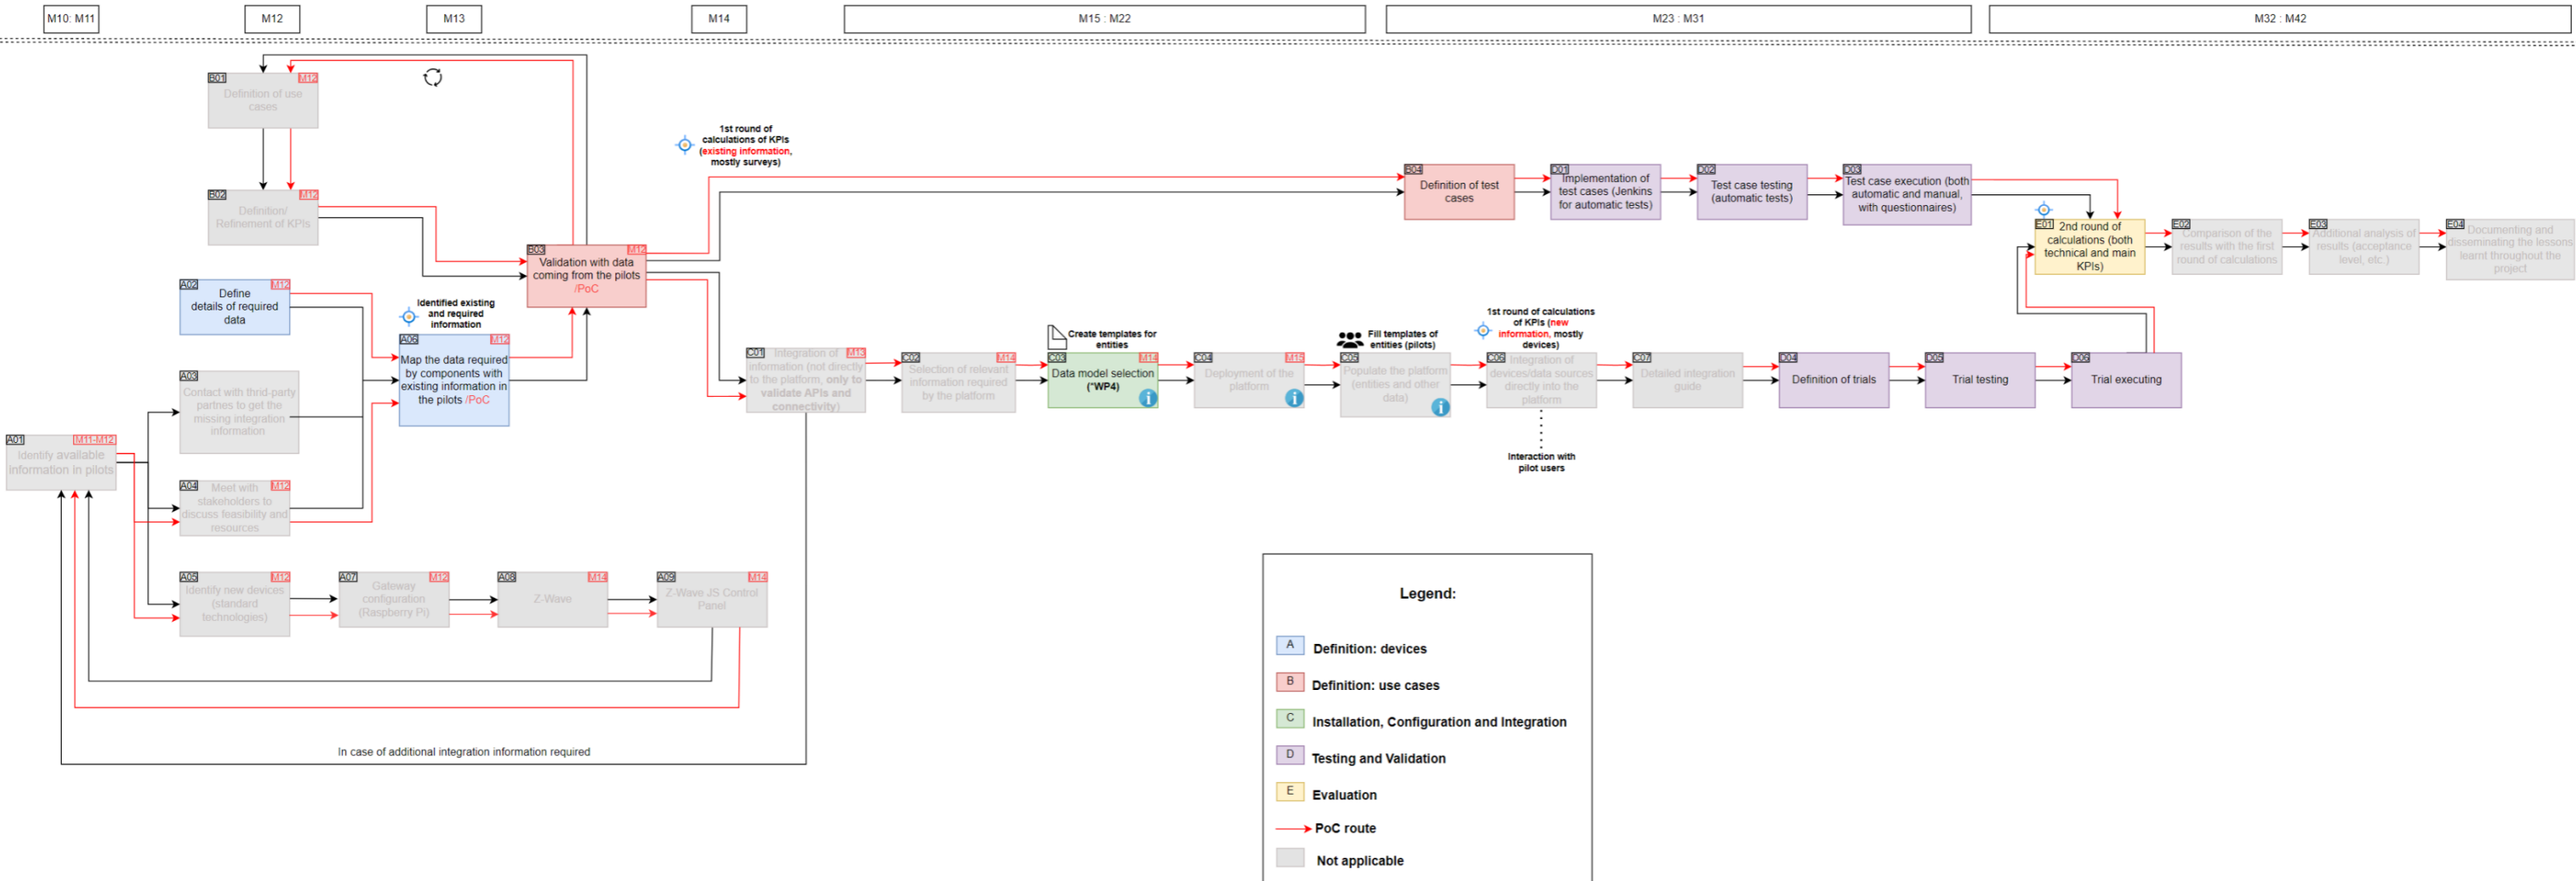 M10: M11
M12
M13
M14
M15 : M22
M23 : M31
M32 : M42
B01
M12
Definition of use
cases
B02
M12
Definition/
Refinement of KPIs
A02
M12
Define
details of required
data
A03
Contact with thrid-party
partnes to get the
missing integration
information
A01
M11-M12
Identify available
information in pilots
A04
M12
Meet with
stakeholders to
discuss feasibility and
resources
A05
M12
Identify new devices
(standard
technologies)
A07
M12
Gateway
configuration
(Raspberry Pi)
A08
M14
Z-Wave
A09
M14
Z-Wave JS Control
Panel
In case of additional integration information required
Identified existing
and required
information
A06
M12
Map the data required
by components with
existing information in
the pilots /PoC
B03
M12
Validation with data
coming from the pilots
/PoC
1st round of
calculations of KPIs
(existing information,
mostly surveys)
B04
Definition of test
cases
D01
Implementation of
test cases (Jenkins
for automatic tests)
D02
Test case testing
(automatic tests)
D03
Test case execution (both
automatic and manual,
with questionnaires)
E01
2nd round of
calculations (both
technical and main
KPIs)
E02
Comparison of the
results with the first
round of calculations
E03
Additional analysis of
results (acceptance
level, etc.)
E04
Documenting and
disseminating the lessons
learnt throughout the
project
C01
M13
Integration of
information (not directly
to the platform, only to
validate APIs and
connectivity)
C02
M14
Selection of relevant
information required
by the platform
Create templates for
entities
C03
M14
Data model selection
(*WP4)
C04
M15
Deployment of the
platform
Fill templates of
entities (pilots)
C05
Populate the platform
(entities and other
data)
1st round of calculations
of KPIs (new
information, mostly
devices)
C06
Integration of
devices/data sources
directly into the
platform
Interaction with
pilot users
C07
Detailed integration
guide
D04
Definition of trials
D05
Trial testing
D06
Trial executing
Legend:
A
Definition: devices
B
Definition: use cases
C
Installation, Configuration and Integration
D
Testing and Validation
E
Evaluation
PoC route
Not applicable